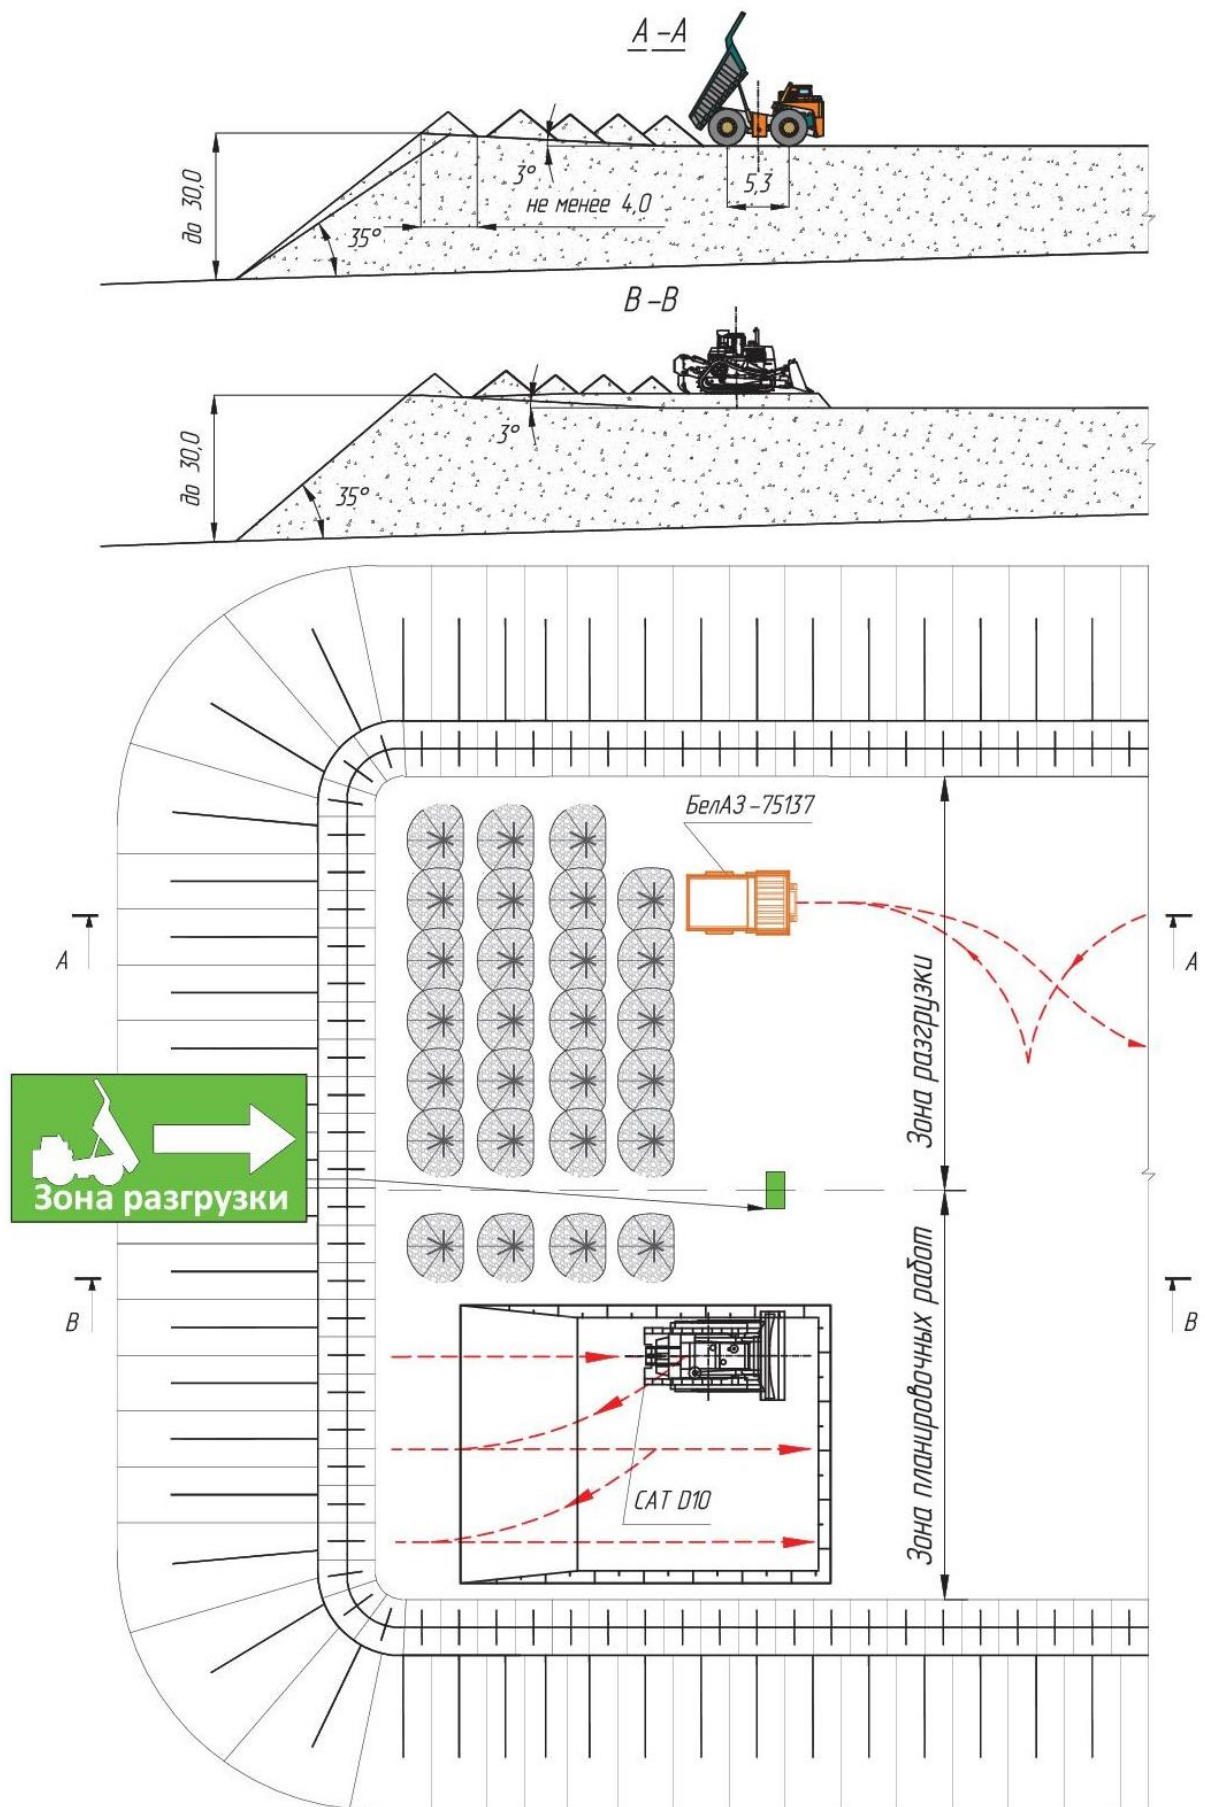 А-А
до 30,0
3°
35°
не менее 4,0
5,3
В-В
до 30,0
3°
35°
БелАЗ-75137
А
А
Зона разгрузки
Зона разгрузки
В
В
Зона планировочных работ
CAT D10